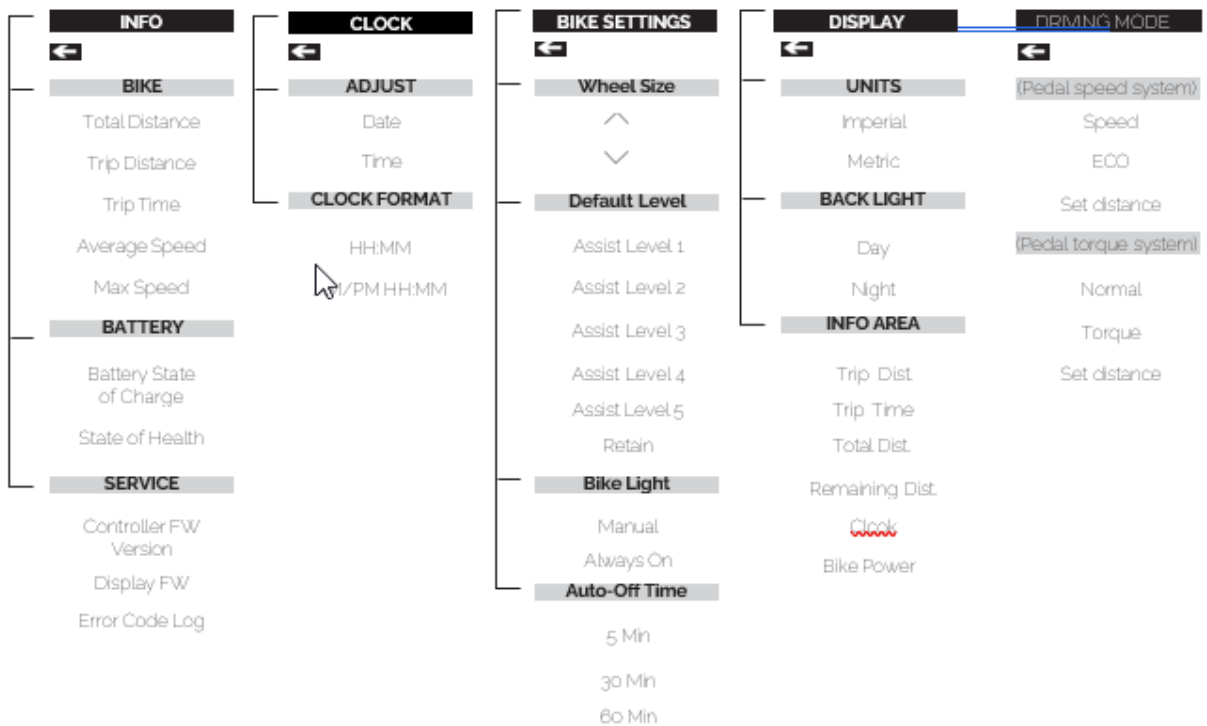 INFO
BIKE
Total Distance
Trip Distance
Trip Time
Average Speed
Max Speed
BATTERY
Battery State
of Charge
State of Health
SERVICE
Controller FW
Version
Display FW
Error Code Log
CLOCK
ADJUST
Date
Time
CLOCK FORMAT
HH:MM
/PM HH:MM
BIKE SETTINGS
Wheel Size
Default Level
Assist Level 1
Assist Level 2
Assist Level 3
Assist Level 4
Assist Level 5
Retain
Bike Light
Manual
Always On
Auto-Off Time
5 Min
30 Min
60 Min
DISPLAY
UNITS
Imperial
Metric
BACK LIGHT
Day
Night
INFO AREA
Trip Dist.
Trip Time
Total Dist.
Remaining Dist.
Clcok
Bike Power
DRIVING MODE
(Pedal speed system)
Speed
ECO
Set distance
(Pedal torque system)
Normal
Torque
Set distance